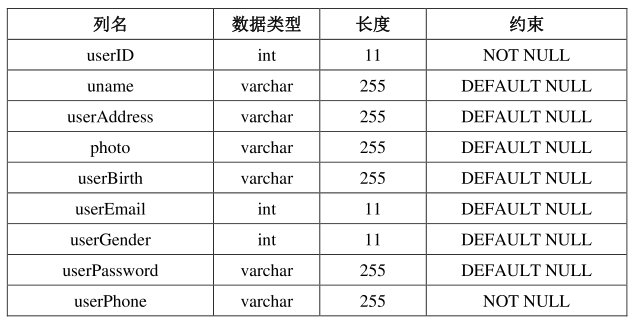 列名 数据类型 长度 约束
userID int 11 NOT NULL
uname varchar 255 DEFAULT NULL
userAddress varchar 255 DEFAULT NULL
photo varchar 255 DEFAULT NULL
userBirth varchar 255 DEFAULT NULL
userEmail int 11 DEFAULT NULL
userGender int 11 DEFAULT NULL
userPassword varchar 255 DEFAULT NULL
userPhone varchar 255 NOT NULL